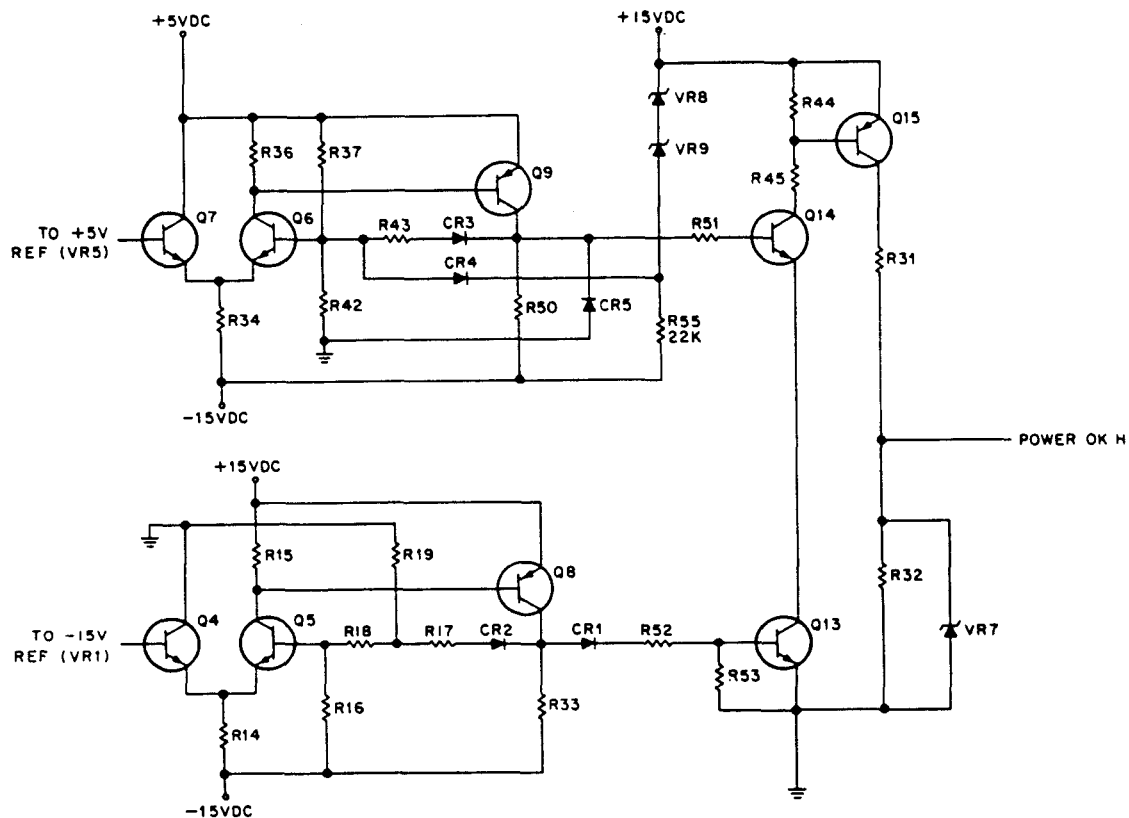 +5VDC
+15VDC
VR8
R44
Q15
R36
R37
VR9
Q9
R45
Q7
Q6
Q14
R43
CR3
R51
TO +5V
REF (VR5)
CR4
R31
R42
R50
CR5
R34
R55
22K
-15VDC
POWER OK H
+15VDC
R15
R19
Q8
R32
Q4
Q5
VR7
TO -15V
REF (VR1)
R18
R17
CR2
CR1
R52
Q13
R53
R16
R33
R14
-15VDC